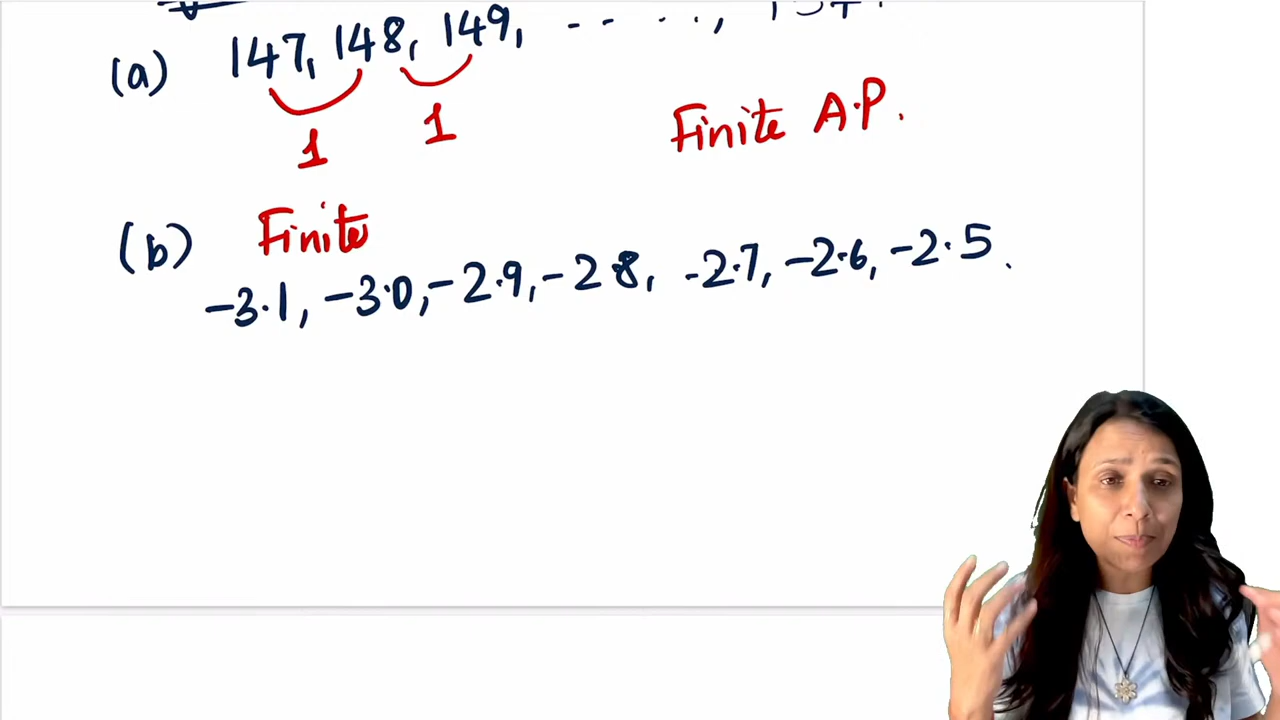 (a) 147, 148, 149, - - - . . ,
1 1 Finite A.P.
(b) Finite
-3.1, -3.0, -2.9, -2.8, -2.7, -2.6, -2.5 .